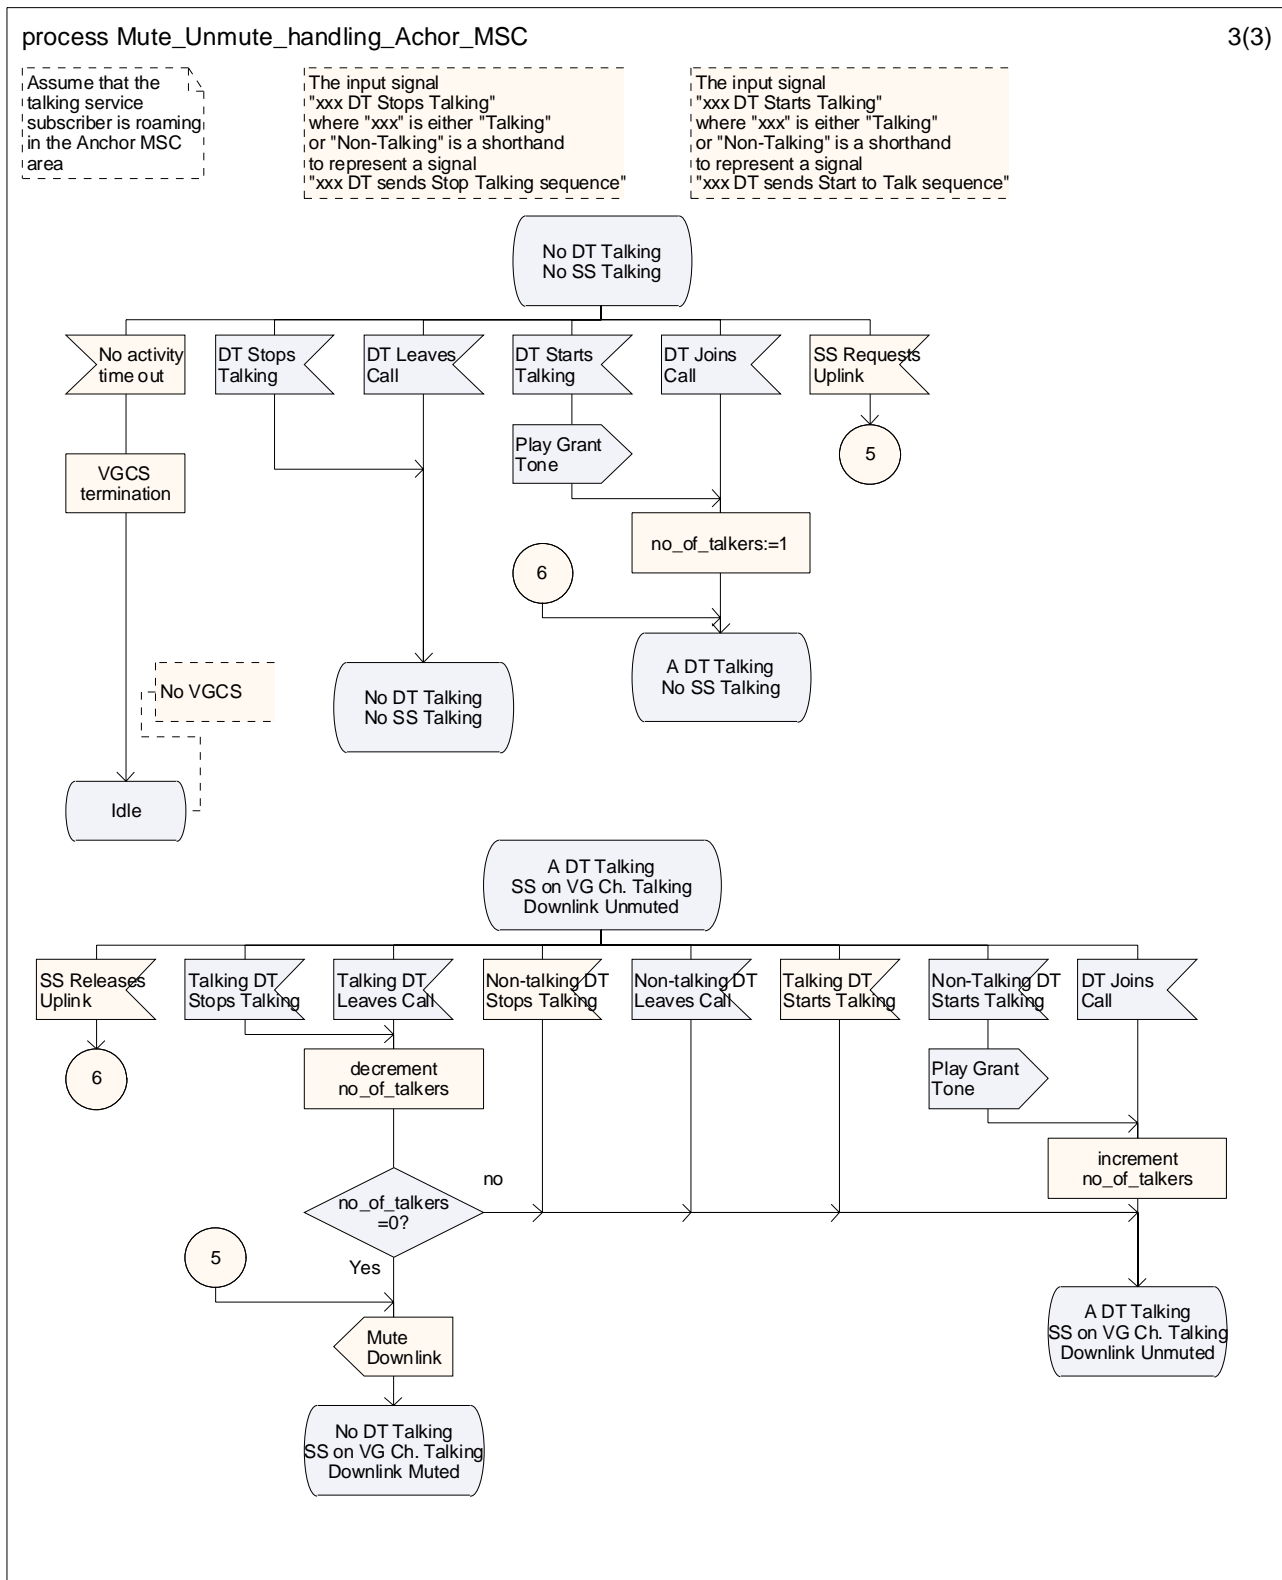 process Mute_Unmute_handling_Achor_MSC
3(3)
Assume that the
talking service
subscriber is roaming
in the Anchor MSC
area
The input signal
"xxx DT Stops Talking"
where "xxx" is either "Talking"
or "Non-Talking" is a shorthand
to represent a signal
"xxx DT sends Stop Talking sequence"
The input signal
"xxx DT Starts Talking"
where "xxx" is either "Talking"
or "Non-Talking" is a shorthand
to represent a signal
"xxx DT sends Start to Talk sequence"
No DT Talking
No SS Talking
No activity
time out
DT Stops
Talking
DT Leaves
Call
DT Starts
Talking
DT Joins
Call
SS Requests
Uplink
Play Grant
Tone
5
VGCS
termination
no_of_talkers:=1
6
A DT Talking
No SS Talking
No VGCS
No DT Talking
No SS Talking
Idle
A DT Talking
SS on VG Ch. Talking
Downlink Unmuted
SS Releases
Uplink
Talking DT
Stops Talking
Talking DT
Leaves Call
Non-talking DT
Stops Talking
Non-talking DT
Leaves Call
Talking DT
Starts Talking
Non-Talking DT
Starts Talking
DT Joins
Call
6
decrement
no_of_talkers
Play Grant
Tone
increment
no_of_talkers
no_of_talkers
=0?
no
Yes
5
Mute
Downlink
A DT Talking
SS on VG Ch. Talking
Downlink Unmuted
No DT Talking
SS on VG Ch. Talking
Downlink Muted